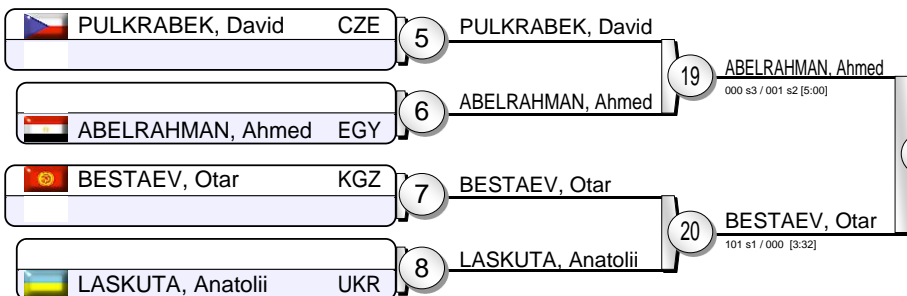 PULKRABEK, David CZE
5
PULKRABEK, David
19
ABELRAHMAN, Ahmed
000 s3 / 001 s2 [5:00]
6
ABELRAHMAN, Ahmed
ABELRAHMAN, Ahmed EGY
BESTAEV, Otar KGZ
7
BESTAEV, Otar
20
BESTAEV, Otar
101 s1 / 000 [3:32]
8
LASKUTA, Anatolii
LASKUTA, Anatolii UKR